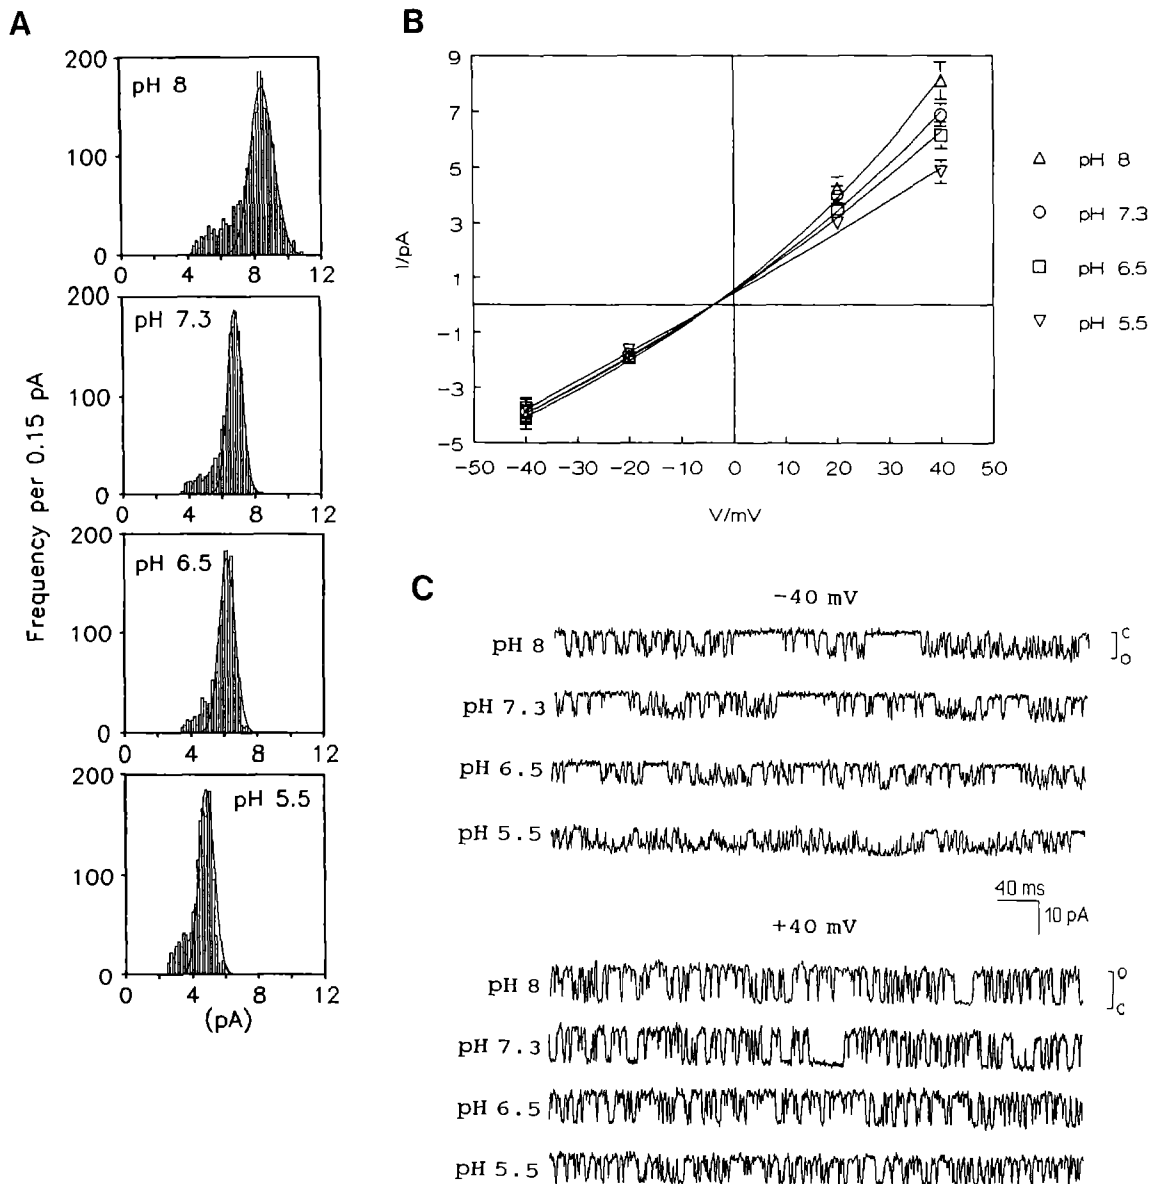 A
Frequency per 0.15 pA
200
pH 8
100
0
0 4 8 12
200
pH 7.3
100
0
0 4 8 12
200
pH 6.5
100
0
0 4 8 12
200
pH 5.5
100
0
0 4 8 12
(pA)
B
I/pA
9
7
5
3
1
-1
-3
-5
-50 -40 -30 -20 -10 0 10 20 30 40 50
V/mV
pH 8
pH 7.3
pH 6.5
pH 5.5
C
-40 mV
pH 8
C
O
pH 7.3
pH 6.5
pH 5.5
40 ms
10 pA
+40 mV
pH 8
O
C
pH 7.3
pH 6.5
pH 5.5